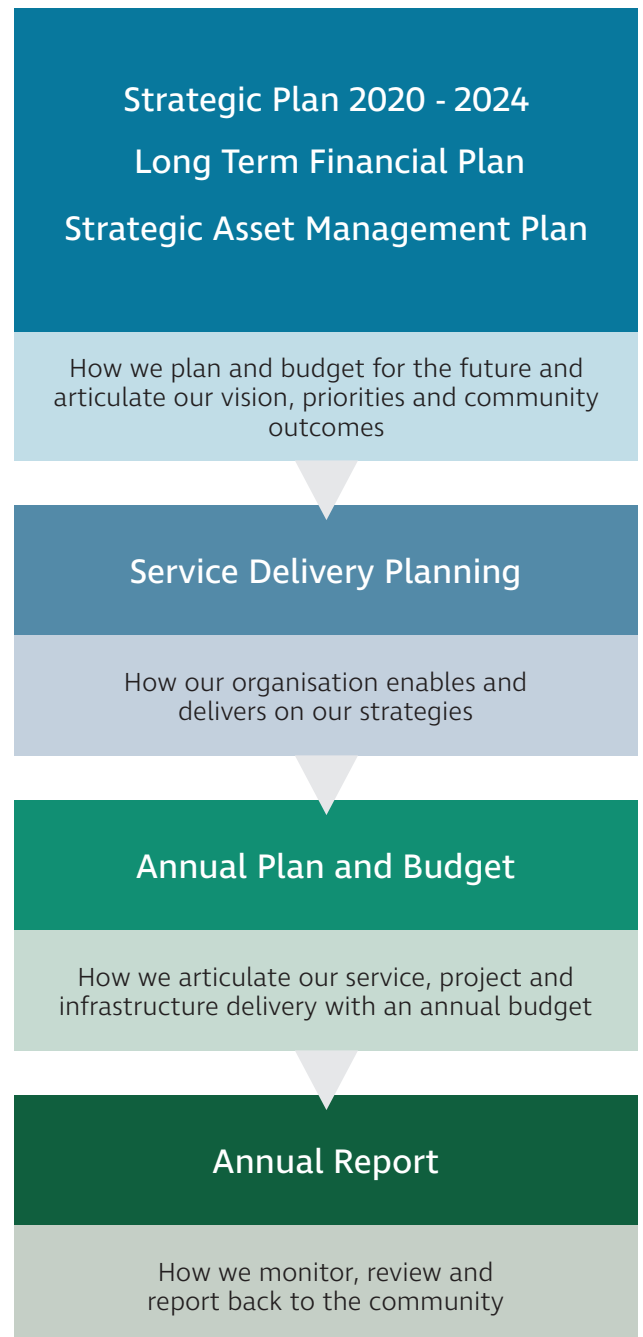 Strategic Plan 2020 - 2024
Long Term Financial Plan
Strategic Asset Management Plan
How we plan and budget for the future and
articulate our vision, priorities and community
outcomes
Service Delivery Planning
How our organisation enables and
delivers on our strategies
Annual Plan and Budget
How we articulate our service, project and
infrastructure delivery with an annual budget
Annual Report
How we monitor, review and
report back to the community